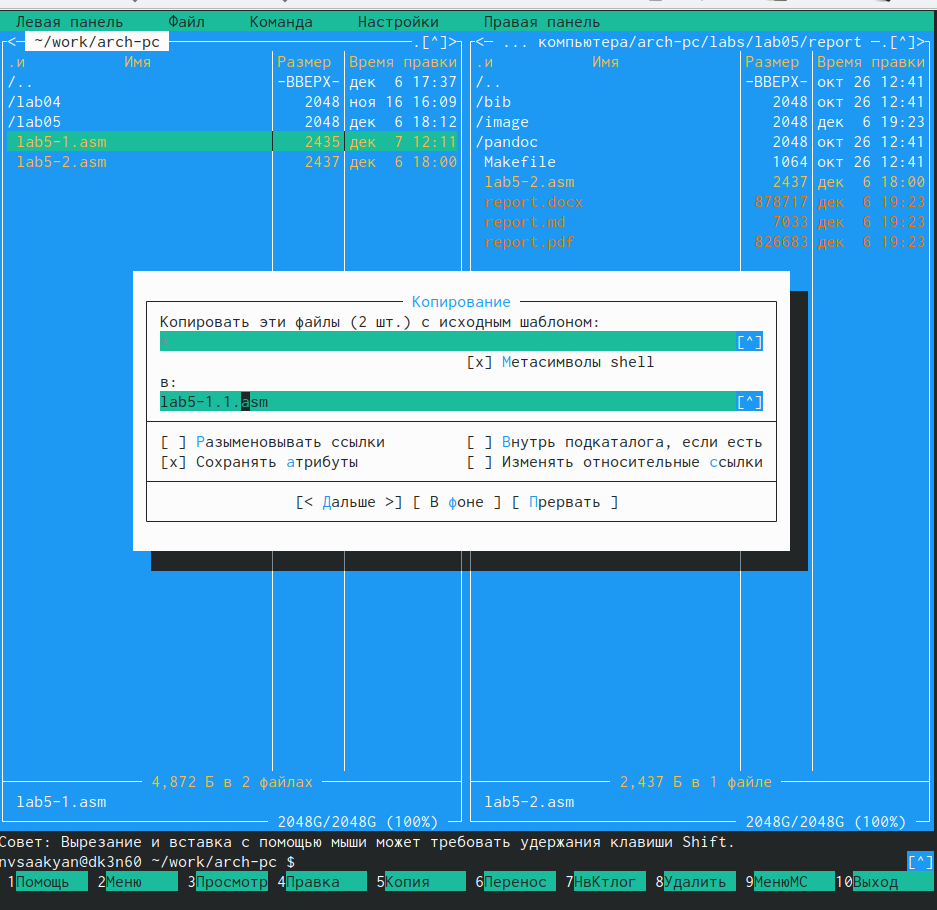 Левая панель Файл Команда Настройки Правая панель
<─ ~/work/arch-pc .[^]> <─ ... компьютера/arch-pc/labs/lab05/report ─.[^]>
.и Имя Размер Время правки .и Имя Размер Время правки
/.. -ВВЕРХ- дек 6 17:37 /.. -ВВЕРХ- окт 26 12:41
/lab04 2048 ноя 16 16:09 /bib 2048 окт 26 12:41
/lab05 2048 дек 6 18:12 /image 2048 дек 6 19:23
lab5-1.asm 2435 дек 7 12:11 /pandoc 2048 окт 26 12:41
lab5-2.asm 2437 дек 6 18:00 Makefile 1064 окт 26 12:41
lab5-2.asm 2437 дек 6 18:00
report.docx 878717 дек 6 19:23
report.md 7033 дек 6 19:23
report.pdf 826683 дек 6 19:23
Копирование
Копировать эти файлы (2 шт.) с исходным шаблоном:
[^]
[x] Метасимволы shell
в:
lab5-1.1.asm [^]
[ ] Разыменовывать ссылки [ ] Внутрь подкаталога, если есть
[x] Сохранять атрибуты [ ] Изменять относительные ссылки
[< Дальше >] [ В фоне ] [ Прервать ]
4,872 Б в 2 файлах 2,437 Б в 1 файле
lab5-1.asm lab5-2.asm
2048G/2048G (100%) 2048G/2048G (100%)
Совет: Вырезание и вставка с помощью мыши может требовать удержания клавиши Shift.
nvsaakyan@dk3n60 ~/work/arch-pc $ [^]
1Помощь 2Меню 3Просмотр 4Правка 5Копия 6Перенос 7НвКтлог 8Удалить 9МенюМС 10Выход